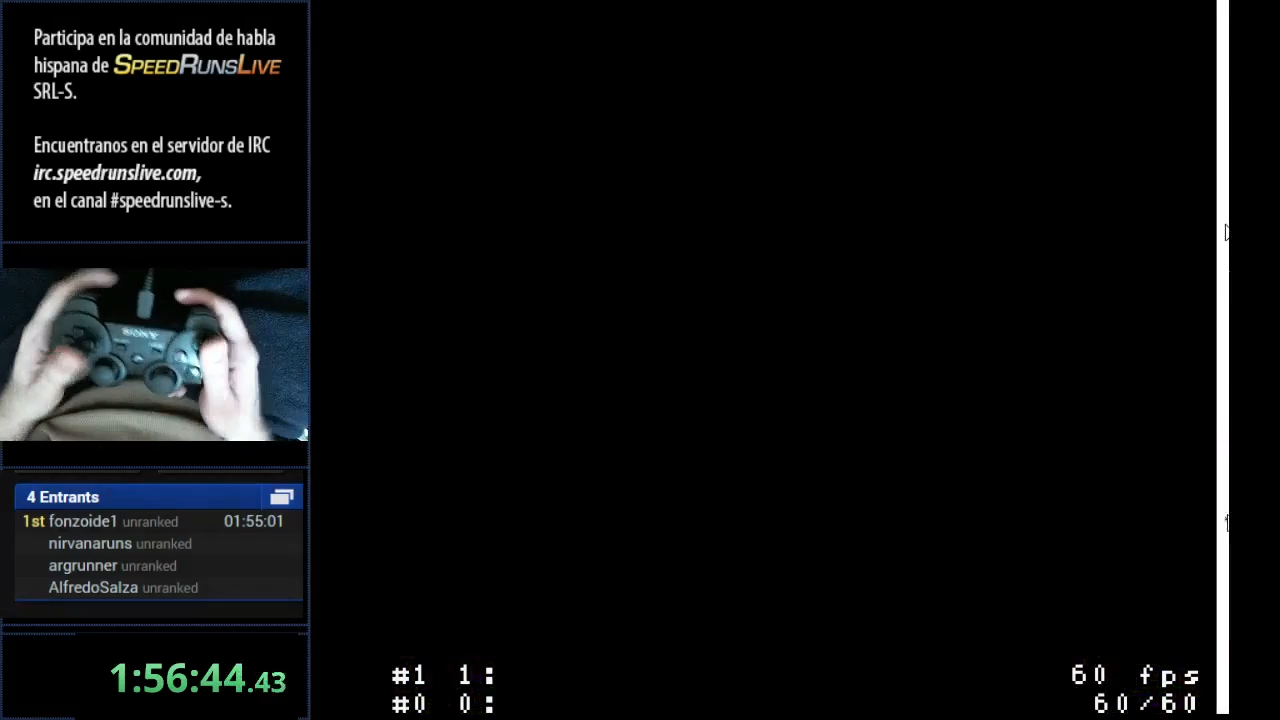 Participa en la comunidad de habla
hispana de SPEEDRUNSLIVE
SRL-S.
Encuentranos en el servidor de IRC
irc.speedrunslive.com,
en el canal #speedrunslive-s.
SONY
4 Entrants
1st fonzoide1 unranked 01:55:01
nirvanaruns unranked
argrunner unranked
AlfredoSalza unranked
1:56:44.43
#1 1: 60 fps
#0 0: 60/60